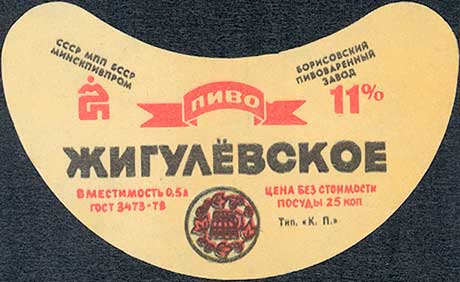 СССР МПП БССР
МИНСКПИВПРОМ
БОРИСОВСКИЙ
ПИВОВАРЕННЫЙ
ЗАВОД
11%
ПИВО
ЖИГУЛЁВСКОЕ
ВМЕСТИМОСТЬ 0,5 л
ГОСТ 3473-78
ЦЕНА БЕЗ СТОИМОСТИ
ПОСУДЫ 25 КОП
Тип. «К. П.»